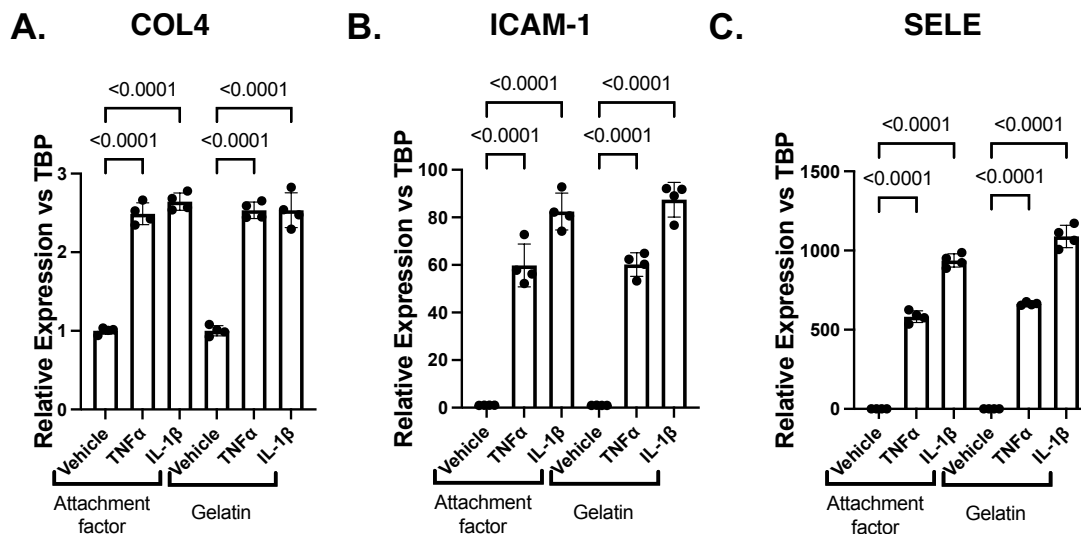 A. COL4
<0.0001 <0.0001
<0.0001 <0.0001
Relative Expression vs TBP
3
2
1
0
Vehicle TNFα IL-1β Vehicle TNFα IL-1β
Attachment factor
Gelatin
B. ICAM-1
<0.0001 <0.0001
<0.0001 <0.0001
Relative Expression vs TBP
100
80
60
40
20
0
Vehicle TNFα IL-1β Vehicle TNFα IL-1β
Attachment
factor
Gelatin
C. SELE
<0.0001 <0.0001
<0.0001 <0.0001
Relative Expression vs TBP
1500
1000
500
0
Vehicle TNFα IL-1β Vehicle TNFα IL-1β
Attachment
factor
Gelatin